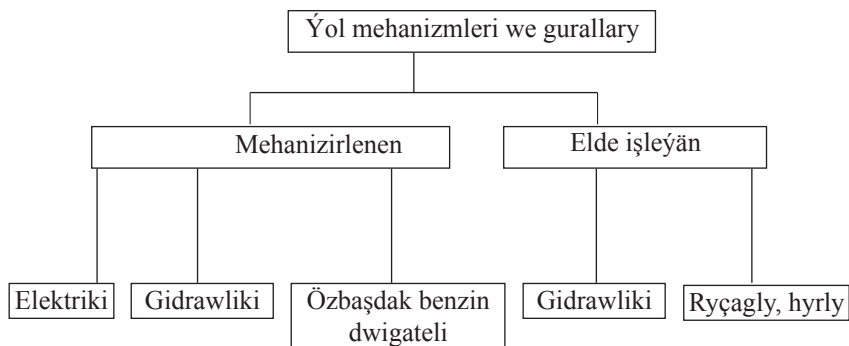 Ýol mehanizmleri we gurallary
Mehanizirlenen
Elde işleýän
Elektriki
Gidrawliki
Özbaşdak benzin
dwigateli
Gidrawliki
Ryçagly, hyrly